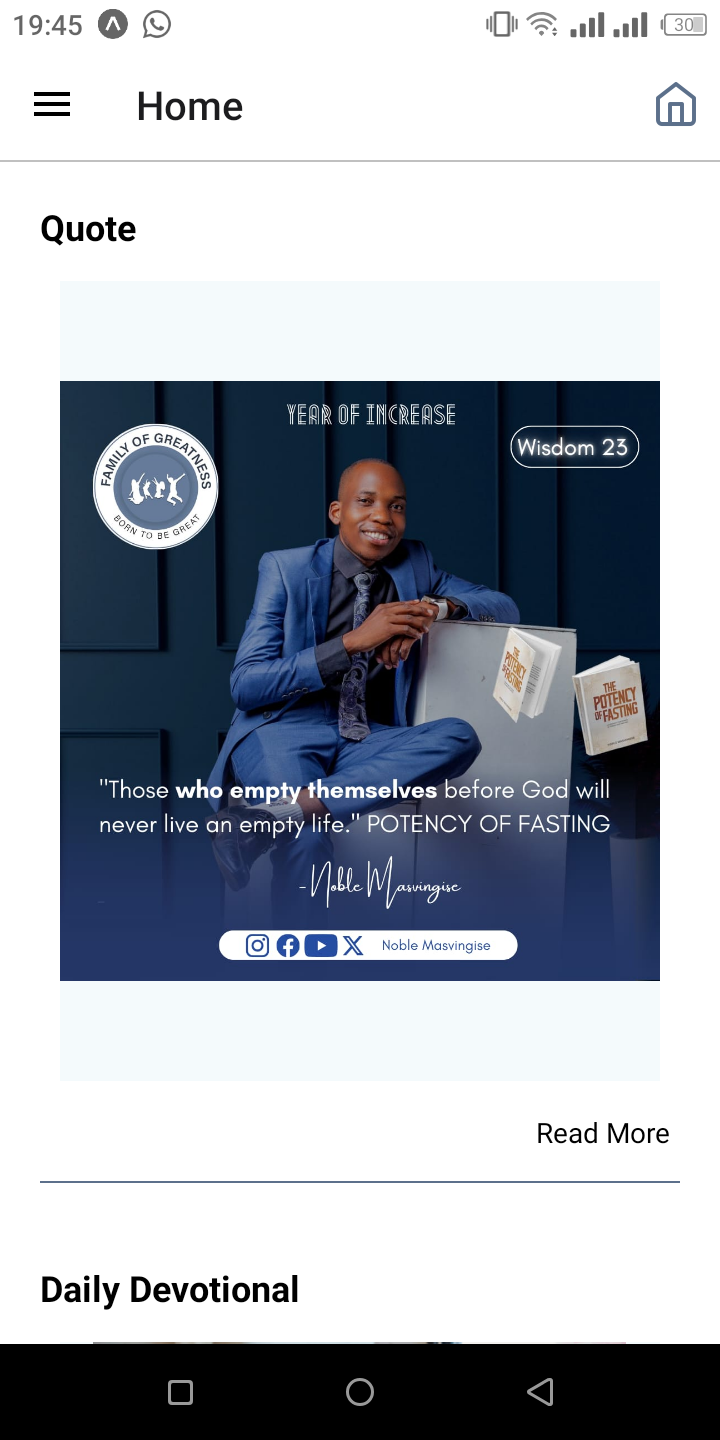 19:45
30
Home
Quote
YEAR OF INCREASE
Wisdom 23
FAMILY OF GREATNESS
BORN TO BE GREAT
THE
POTENCY
OF FASTING
THE
POTENCY
OF FASTING
"Those who empty themselves before God will
never live an empty life." POTENCY OF FASTING
-Noble Masvingise
Noble Masvingise
Read More
Daily Devotional